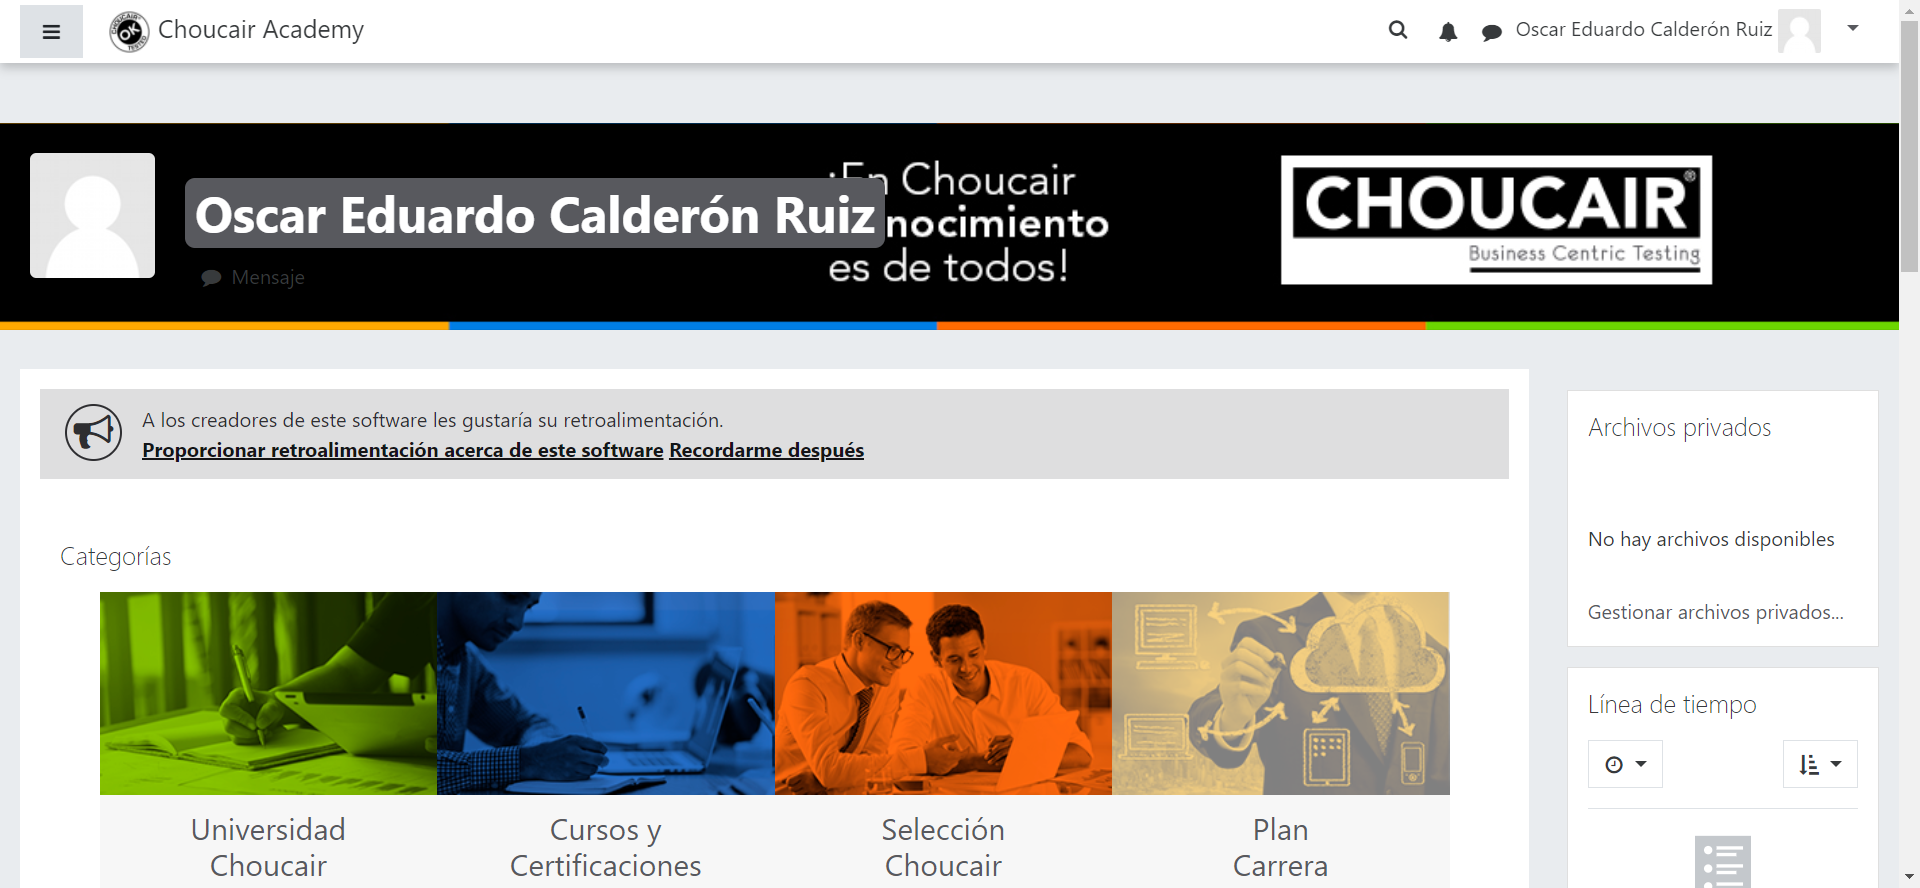 Choucair Academy
Oscar Eduardo Calderón Ruiz
Oscar Eduardo Calderón Ruiz
Mensaje
¡En Choucair
nocimiento
es de todos!
CHOUCAIR®
Business Centric Testing
A los creadores de este software les gustaría su retroalimentación.
Proporcionar retroalimentación acerca de este software Recordarme después
Categorías
Universidad
Choucair
Cursos y
Certificaciones
Selección
Choucair
Plan
Carrera
Archivos privados
No hay archivos disponibles
Gestionar archivos privados...
Línea de tiempo